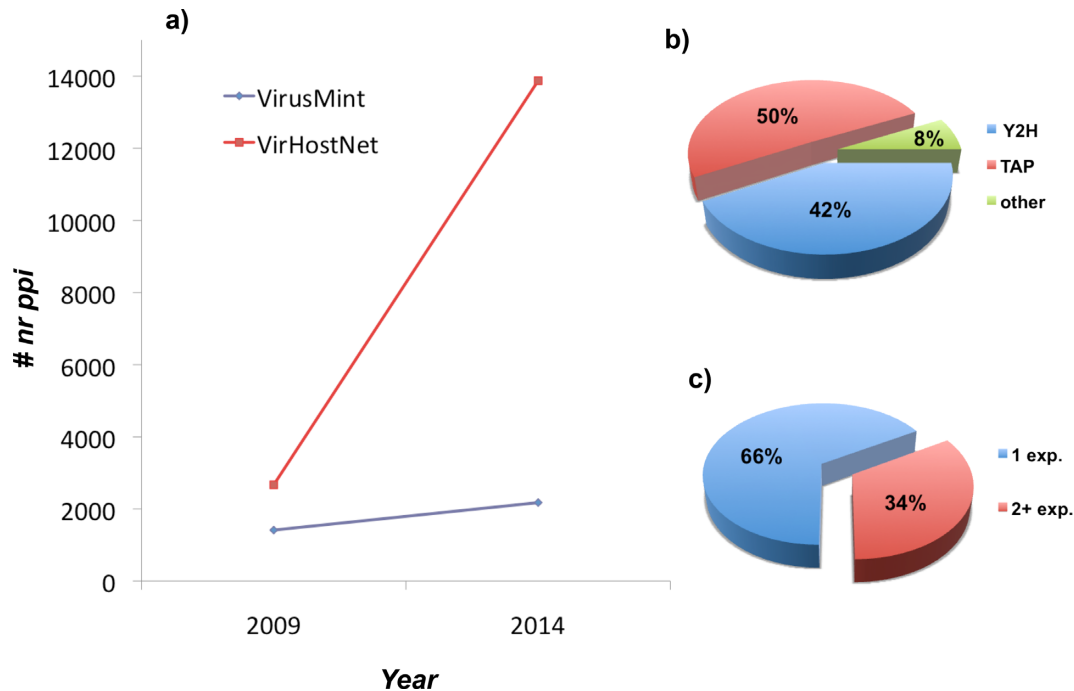 a)
14000
12000
10000
8000
6000
4000
2000
0
# nr ppi
VirusMint
VirHostNet
2009
2014
Year
b)
50%
8%
42%
Y2H
TAP
other
c)
66%
34%
1 exp.
2+ exp.